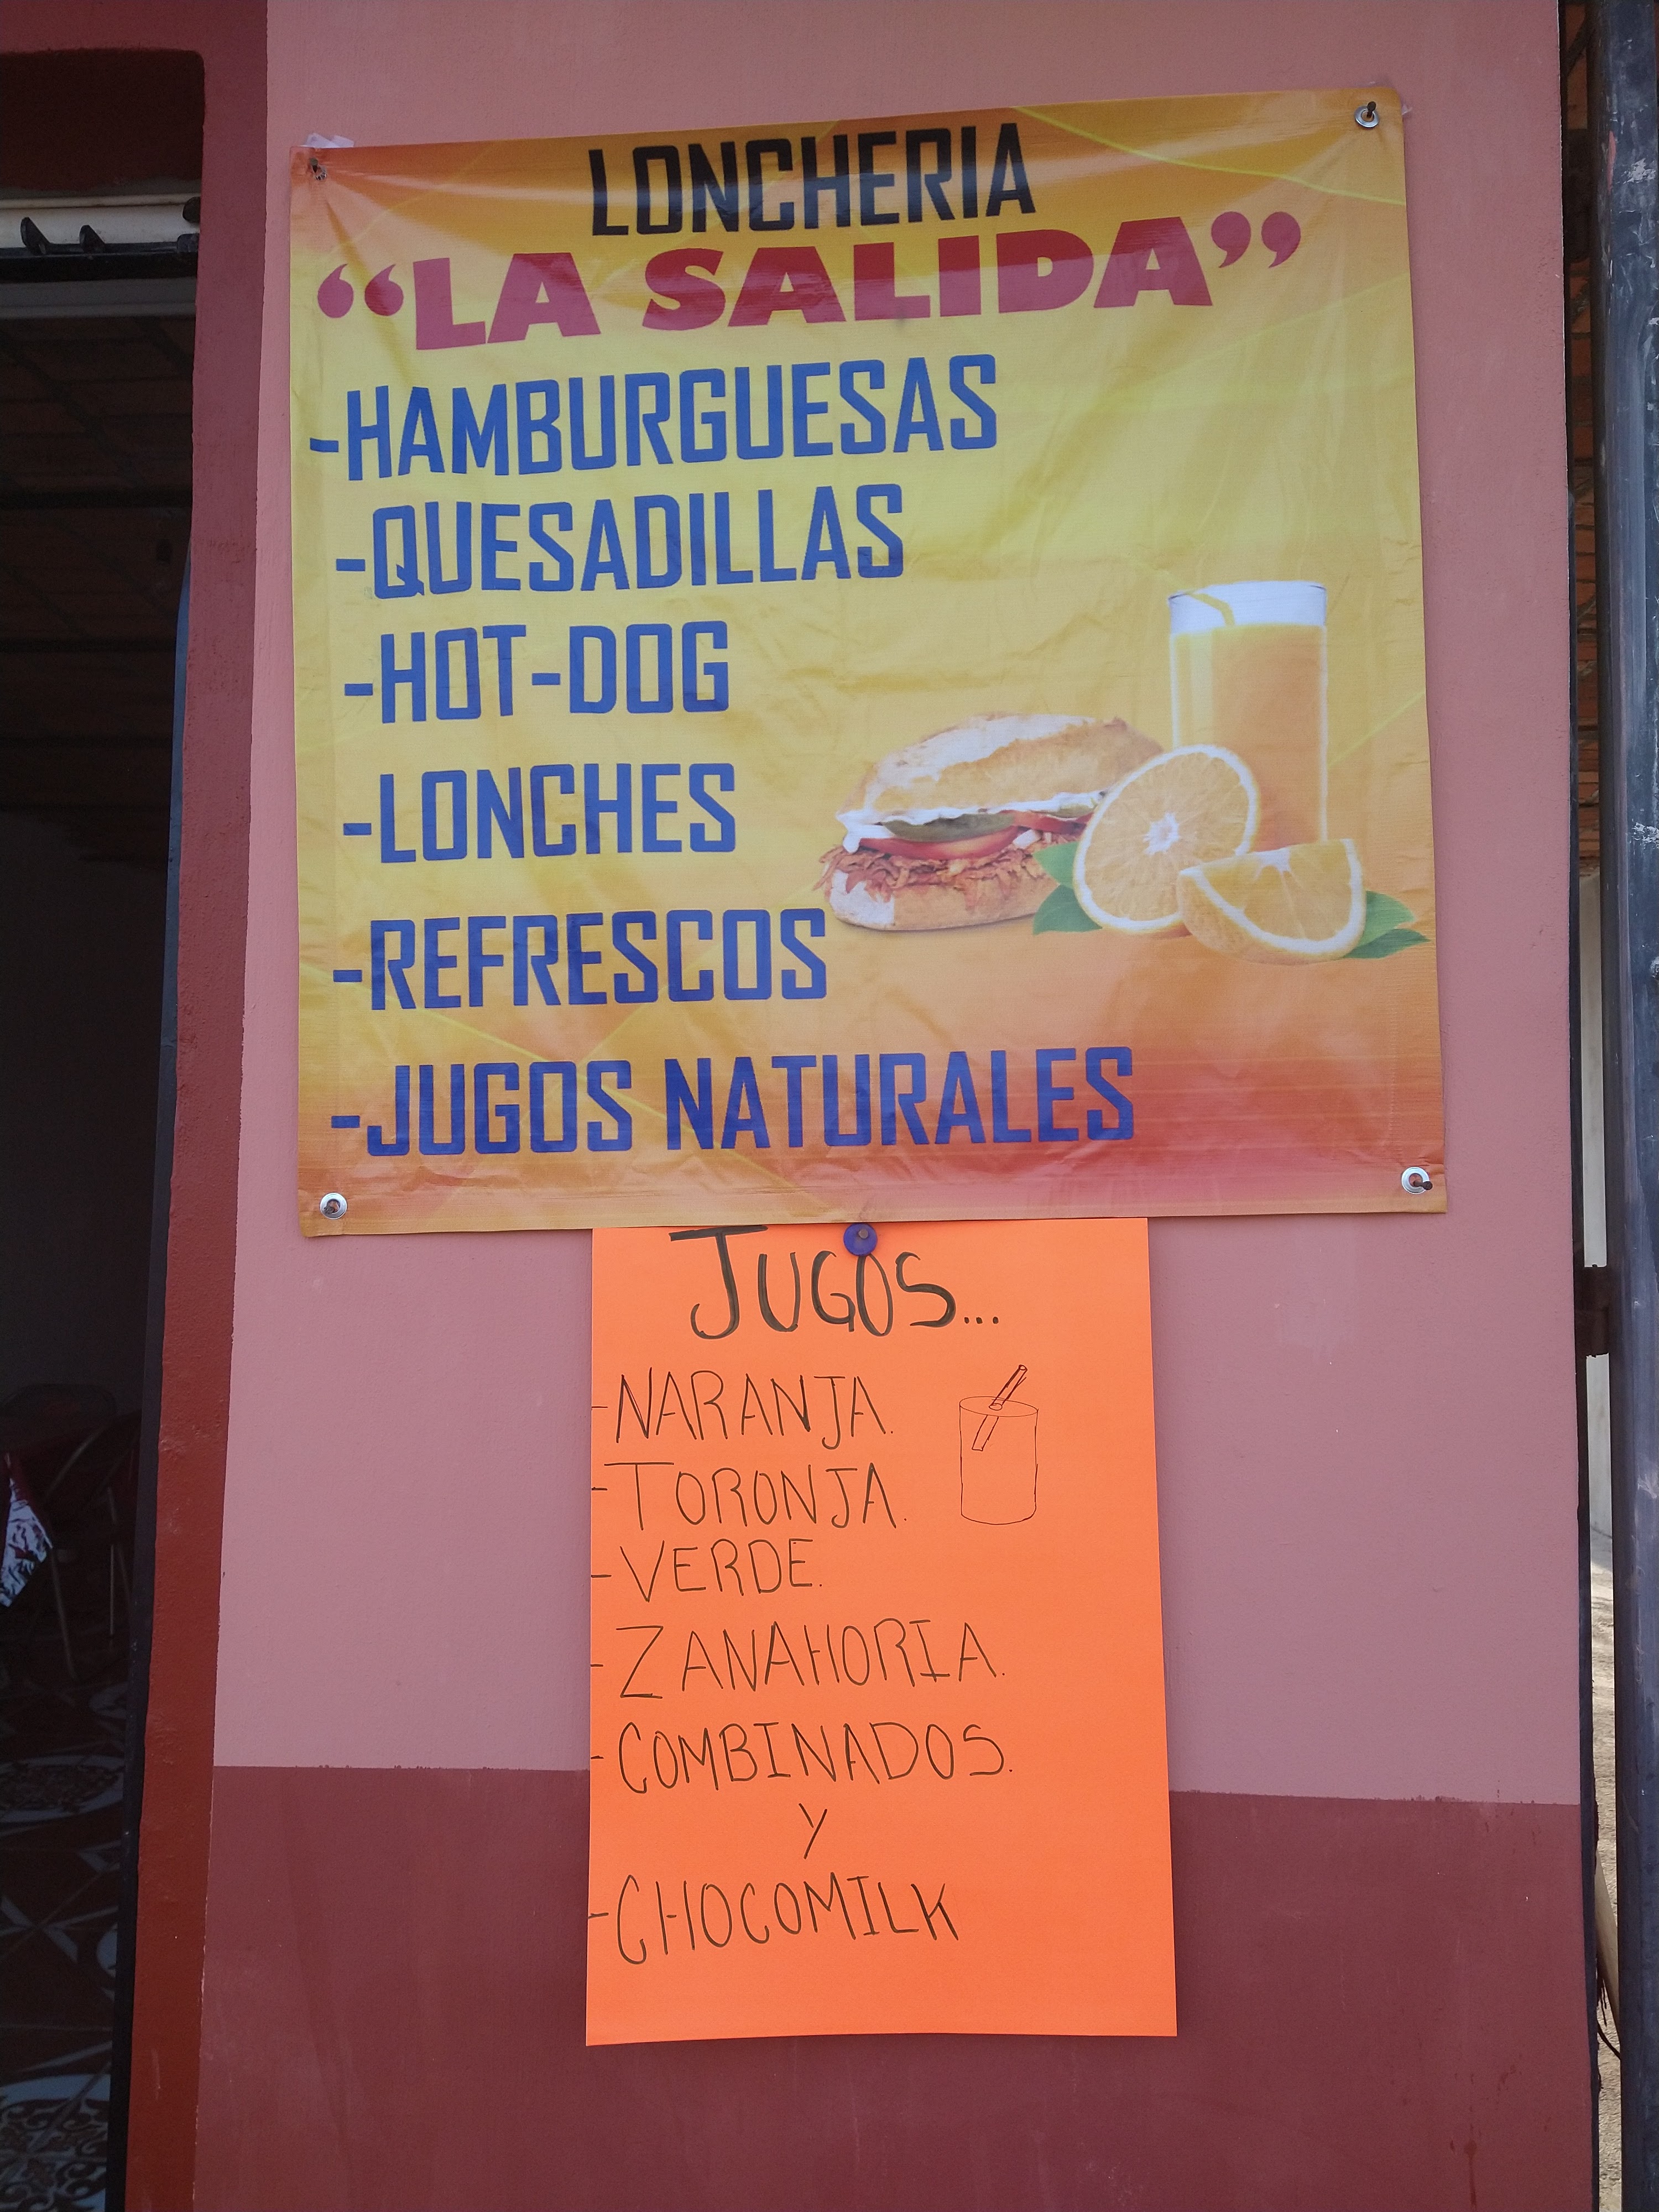 LONCHERIA
“LA SALIDA”
-HAMBURGUESAS
-QUESADILLAS
-HOT-DOG
-LONCHES
-REFRESCOS
-JUGOS NATURALES
JUGOS...
-NARANJA.
-TORONJA.
-VERDE.
-ZANAHORIA.
-COMBINADOS.
Y
-CHOCOMILK